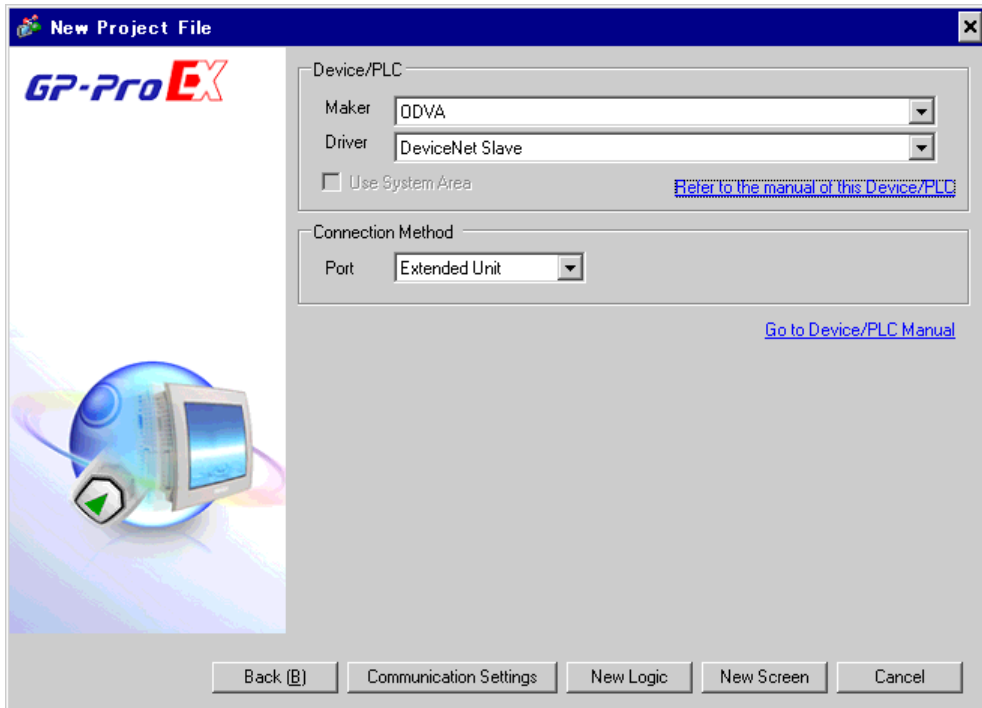 New Project File
GP-Pro EX
Device/PLC
Maker ODVA
Driver DeviceNet Slave
Use System Area Refer to the manual of this Device/PLC
Connection Method
Port Extended Unit
Go to Device/PLC Manual
Back (B) Communication Settings New Logic New Screen Cancel